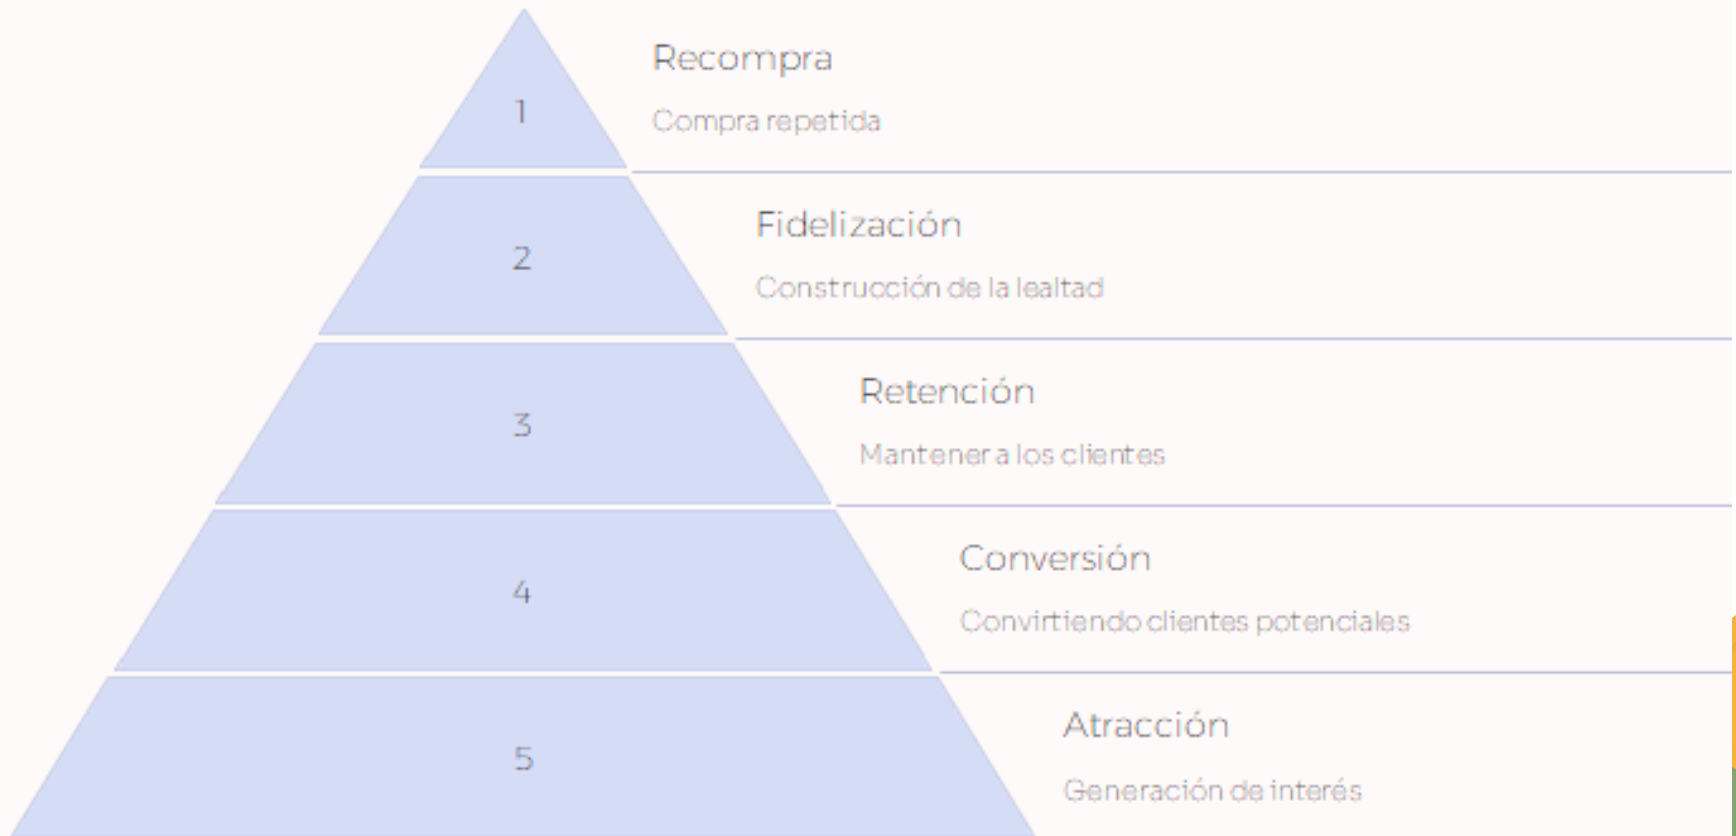 Recompra
1
Compra repetida
Fidelización
2
Construcción de la lealtad
Retención
3
Mantener a los clientes
Conversión
4
Convirtiendo clientes potenciales
Atracción
5
Generación de interés